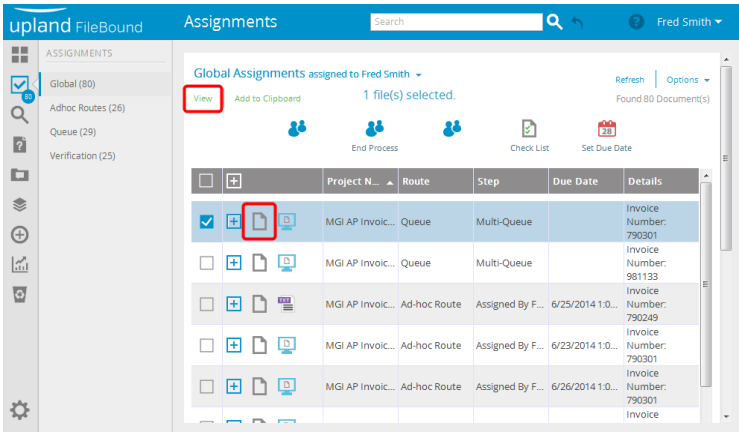 upland FileBound
Assignments
Search
?
Fred Smith
ASSIGNMENTS
Global (80)
80
Adhoc Routes (26)
Queue (29)
Verification (25)
Global Assignments assigned to Fred Smith
Refresh
Options
View
Add to Clipboard
1 file(s) selected.
Found 80 Document(s)
28
End Process
Check List
Set Due Date
Project N...
Route
Step
Due Date
Details
MGI AP Invoic...
Queue
Multi-Queue
Invoice
Number:
790301
MGI AP Invoic...
Queue
Multi-Queue
Invoice
Number:
981133
TXT
MGI AP Invoic...
Ad-hoc Route
Assigned By F...
6/25/2014 1:0...
Invoice
Number:
790249
MGI AP Invoic...
Ad-hoc Route
Assigned By F...
6/23/2014 1:0...
Invoice
Number:
790301
MGI AP Invoic...
Ad-hoc Route
Assigned By F...
6/26/2014 1:0...
Invoice
Number:
790301
Invoice